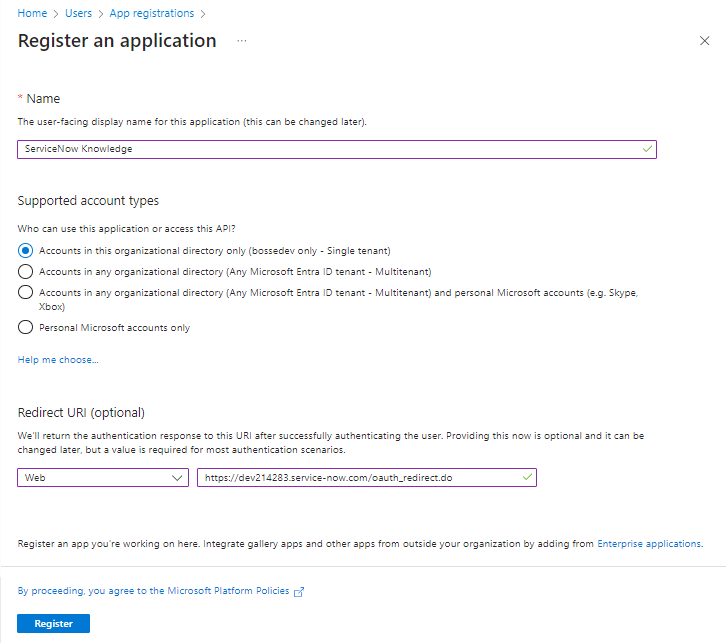 Home > Users > App registrations >
Register an application ...
* Name
The user-facing display name for this application (this can be changed later).
ServiceNow Knowledge
Supported account types
Who can use this application or access this API?
Accounts in this organizational directory only (bossedev only - Single tenant)
Accounts in any organizational directory (Any Microsoft Entra ID tenant - Multitenant)
Accounts in any organizational directory (Any Microsoft Entra ID tenant - Multitenant) and personal Microsoft accounts (e.g. Skype,
Xbox)
Personal Microsoft accounts only
Help me choose...
Redirect URI (optional)
We'll return the authentication response to this URI after successfully authenticating the user. Providing this now is optional and it can be
changed later, but a value is required for most authentication scenarios.
Web https://dev214283.service-now.com/oauth_redirect.do
Register an app you're working on here. Integrate gallery apps and other apps from outside your organization by adding from Enterprise applications.
By proceeding, you agree to the Microsoft Platform Policies
Register